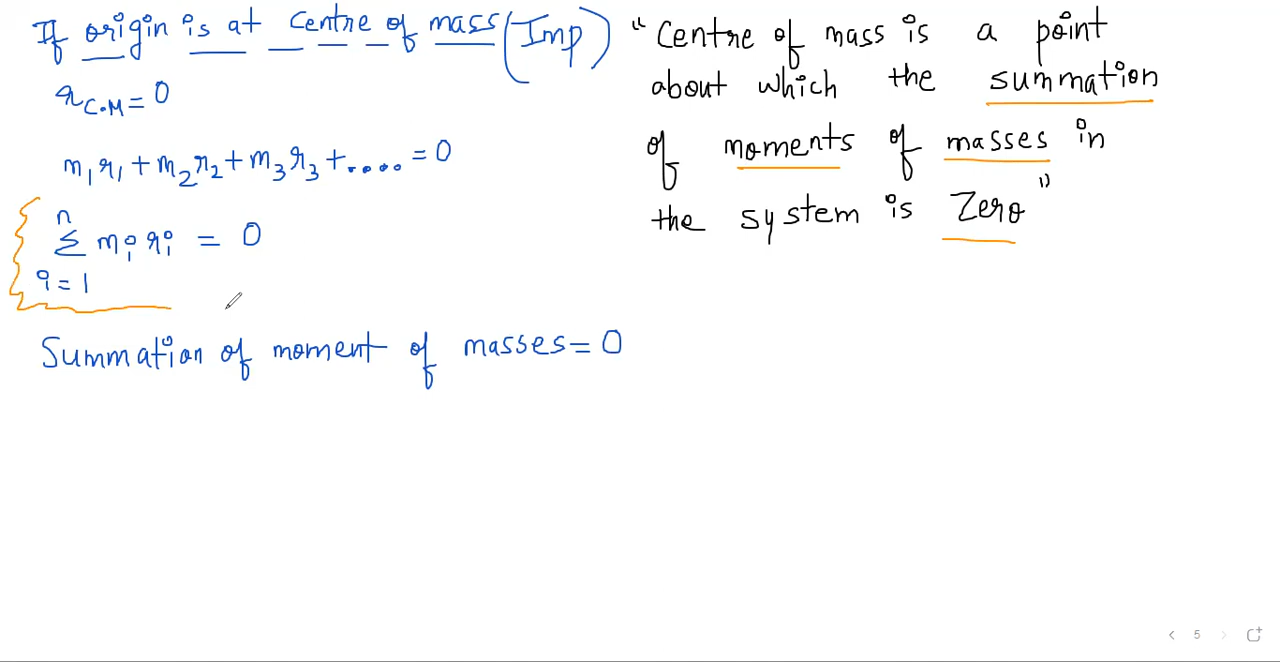 If origin is at Centre of mass (Imp)
r_C.M = 0
m₁r₁ + m₂r₂ + m₃r₃ + .... = 0
n
Σ mᵢrᵢ = 0
i = 1
Summation of moment of masses = 0
"Centre of mass is a point
about which the summation
of moments of masses in
the system is Zero"
< 5 >